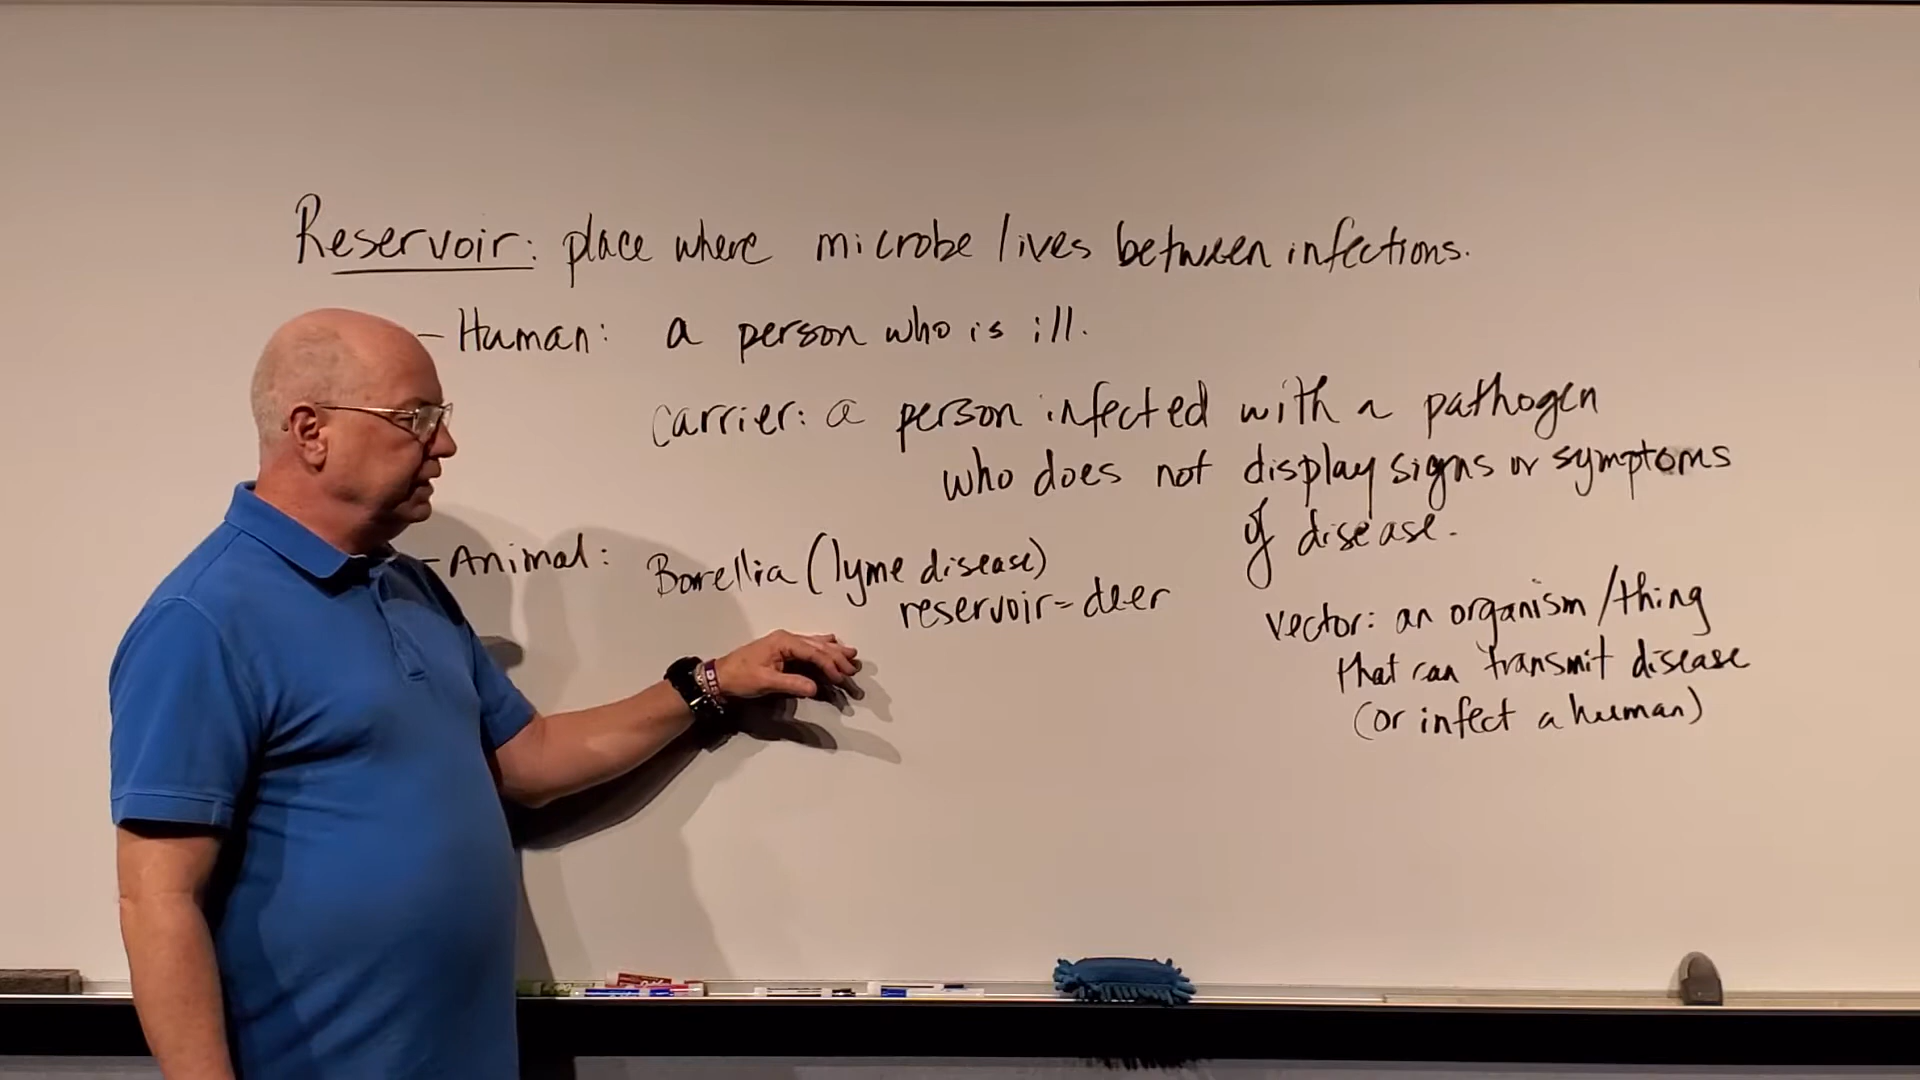 Reservoir: place where microbe lives between infections.
- Human: a person who is ill.
carrier: a person infected with a pathogen
who does not display signs or symptoms
of disease.
- Animal: Borrellia (lyme disease)
reservoir = deer
vector: an organism/thing
that can transmit disease
(or infect a human)